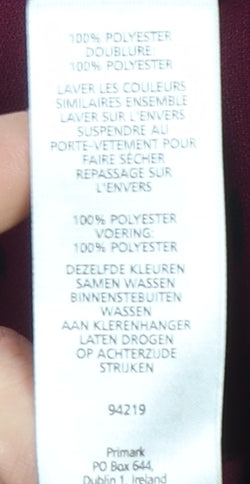 100% POLYESTER
DOUBLURE:
100% POLYESTER
LAVER LES COULEURS
SIMILAIRES ENSEMBLE
LAVER SUR L'ENVERS
SUSPENDRE AU
PORTE-VETEMENT POUR
FAIRE SÉCHER
REPASSAGE SUR
L'ENVERS
100% POLYESTER
VOERING:
100% POLYESTER
DEZELFDE KLEUREN
SAMEN WASSEN
BINNENSTEBUITEN
WASSEN
AAN KLERENHANGER
LATEN DROGEN
OP ACHTERZIJDE
STRIJKEN
94219
Primark
PO Box 644,
Dublin 1, Ireland